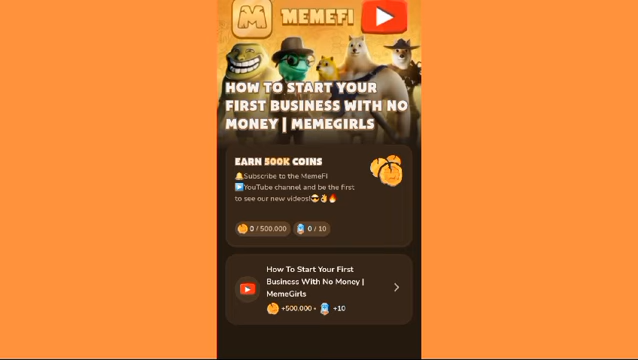 MEMEFI
HOW TO START YOUR
FIRST BUSINESS WITH NO
MONEY | MEMEGIRLS
EARN 500K COINS
🔔Subscribe to the MemeFi
▶️YouTube channel and be the first
to see our new videos!😎👌🔥
0 / 500.000 0 / 10
How To Start Your First
Business With No Money |
MemeGirls
+500.000 • +10